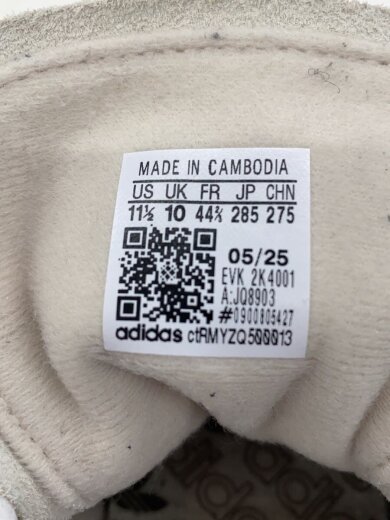 MADE IN CAMBODIA
US UK FR JP CHN
11½ 10 44⅔ 285 275
05/25
EVK 2K4001
A:JQ8903
#0900805427
adidas ctRMYZQ500013